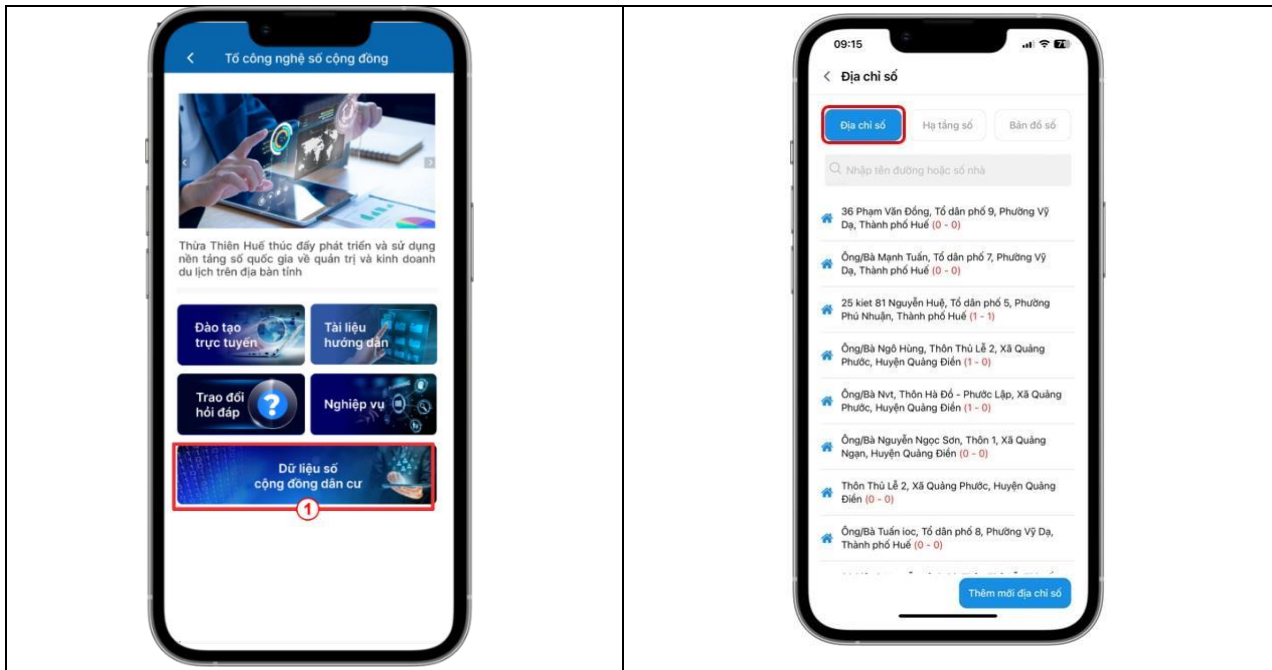 Tổ công nghệ số cộng đồng
Thừa Thiên Huế thúc đẩy phát triển và sử dụng
nền tảng số quốc gia về quản trị và kinh doanh
du lịch trên địa bàn tỉnh
Đào tạo
trực tuyến
Tài liệu
hướng dẫn
Trao đổi
hỏi đáp
?
Nghiệp vụ
Dữ liệu số
cộng đồng dân cư
1
09:15
Địa chỉ số
Địa chỉ số
Hạ tầng số
Bản đồ số
Nhập tên đường hoặc số nhà
36 Phạm Văn Đồng, Tổ dân phố 9, Phường Vỹ
Dạ, Thành phố Huế (0 - 0)
Ông/Bà Mạnh Tuấn, Tổ dân phố 7, Phường Vỹ
Dạ, Thành phố Huế (0 - 0)
25 kiet 81 Nguyễn Huệ, Tổ dân phố 5, Phường
Phú Nhuận, Thành phố Huế (1 - 1)
Ông/Bà Ngô Hùng, Thôn Thủ Lễ 2, Xã Quảng
Phước, Huyện Quảng Điền (1 - 0)
Ông/Bà Nvt, Thôn Hà Đồ - Phước Lập, Xã Quảng
Phước, Huyện Quảng Điền (1 - 0)
Ông/Bà Nguyễn Ngọc Sơn, Thôn 1, Xã Quảng
Ngạn, Huyện Quảng Điền (0 - 0)
Thôn Thủ Lễ 2, Xã Quảng Phước, Huyện Quảng
Điền (0 - 0)
Ông/Bà Tuấn ioc, Tổ dân phố 8, Phường Vỹ Dạ,
Thành phố Huế (0 - 0)
Thêm mới địa chỉ số